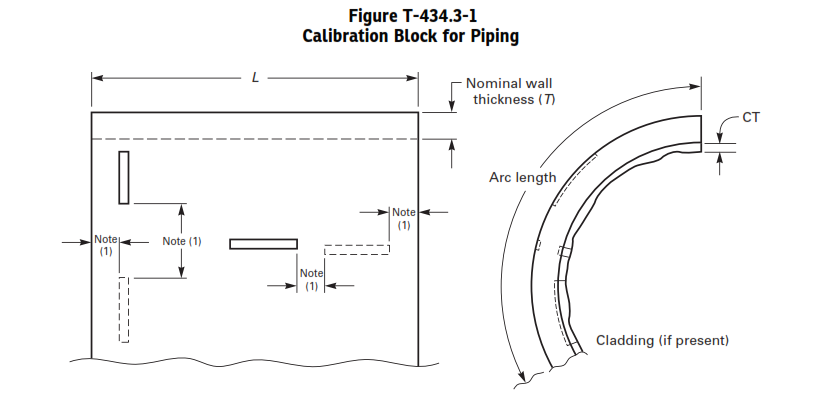 Figure T-434.3-1
Calibration Block for Piping
L
Nominal wall
thickness (T)
CT
Arc length
Note
(1)
Note
(1)
Note (1)
Note
(1)
Cladding (if present)